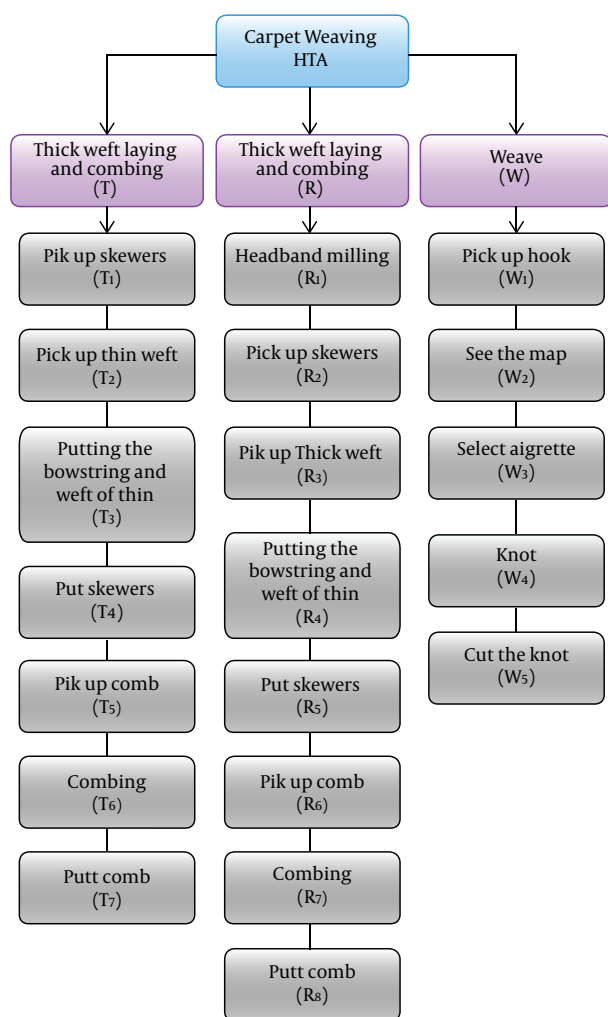 Carpet Weaving
HTA
Thick weft laying
and combing
(T)
Pik up skewers
(T1)
Pick up thin weft
(T2)
Putting the
bowstring and
weft of thin
(T3)
Put skewers
(T4)
Pik up comb
(T5)
Combing
(T6)
Putt comb
(T7)
Thick weft laying
and combing
(R)
Headband milling
(R1)
Pick up skewers
(R2)
Pik up Thick weft
(R3)
Putting the
bowstring and
weft of thin
(R4)
Put skewers
(R5)
Pik up comb
(R6)
Combing
(R7)
Putt comb
(R8)
Weave
(W)
Pick up hook
(W1)
See the map
(W2)
Select aigrette
(W3)
Knot
(W4)
Cut the knot
(W5)